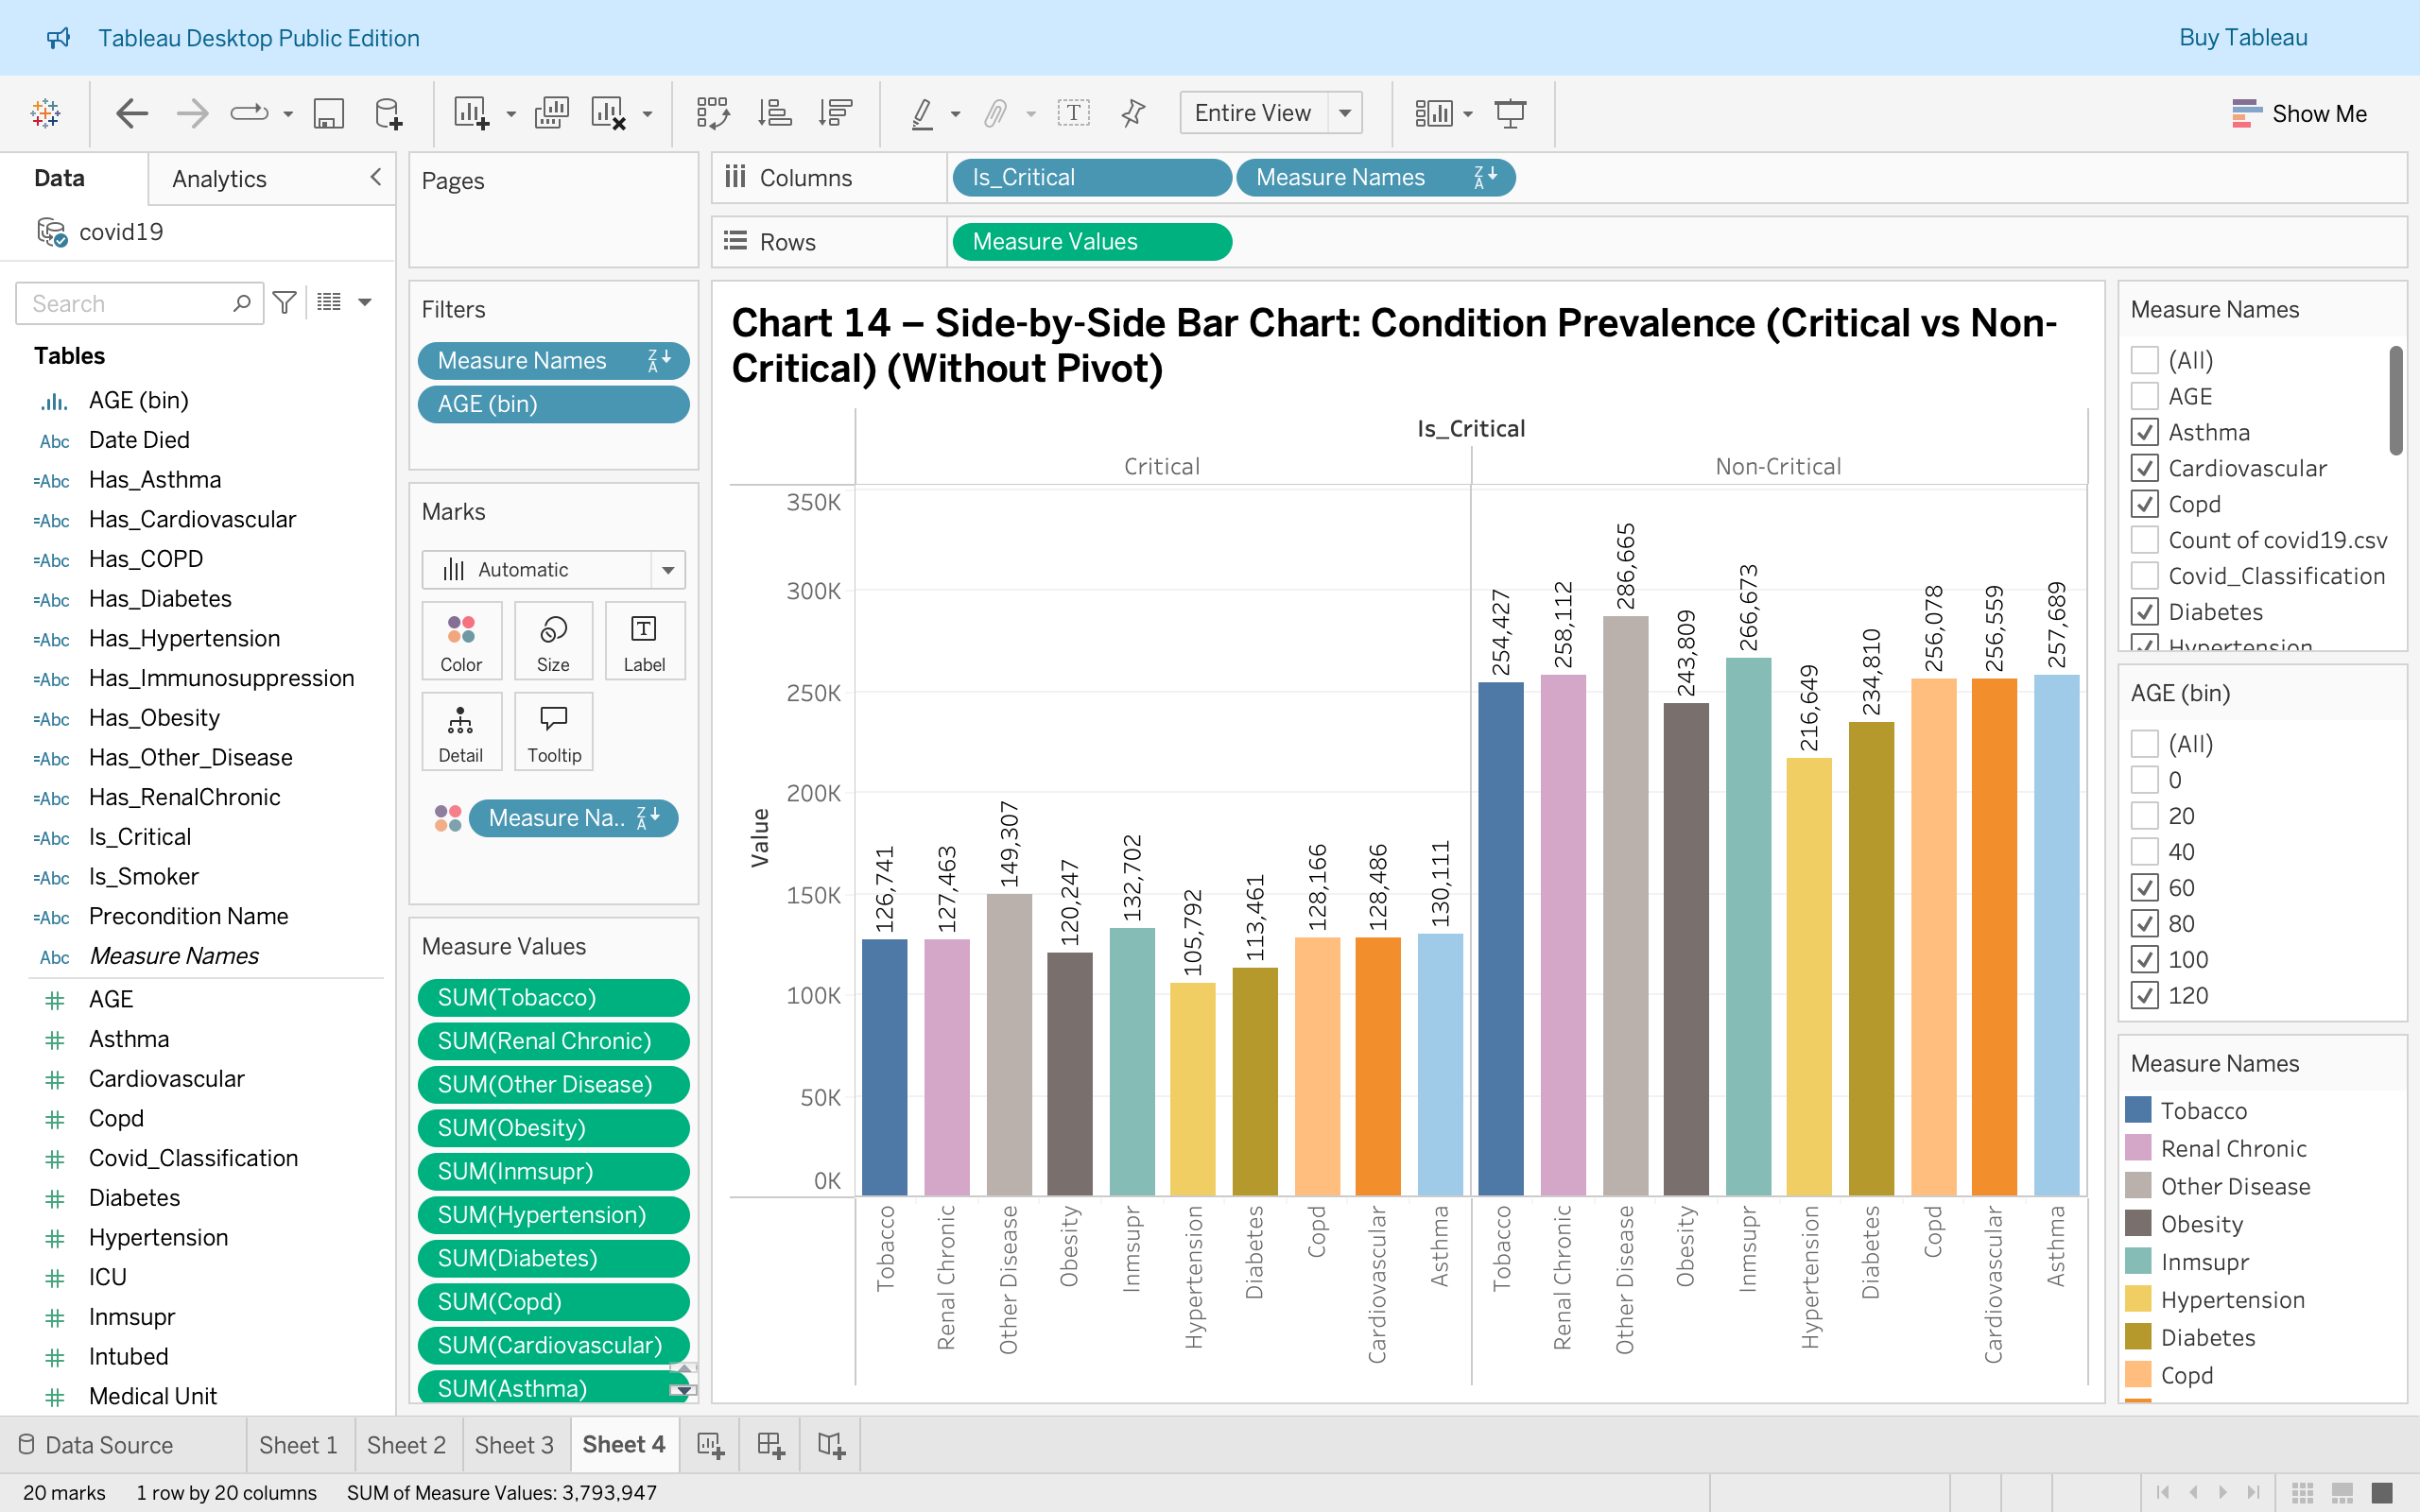 Tableau Desktop Public Edition
Buy Tableau
Entire View
Show Me
Data
Analytics
covid19
Search
Tables
AGE (bin)
Date Died
Has_Asthma
Has_Cardiovascular
Has_COPD
Has_Diabetes
Has_Hypertension
Has_Immunosuppression
Has_Obesity
Has_Other_Disease
Has_RenalChronic
Is_Critical
Is_Smoker
Precondition Name
Measure Names
AGE
Asthma
Cardiovascular
Copd
Covid_Classification
Diabetes
Hypertension
ICU
Inmsupr
Intubed
Medical Unit
Pages
Filters
Measure Names
AGE (bin)
Marks
Automatic
Color
Size
Label
Detail
Tooltip
Measure Na..
Measure Values
SUM(Tobacco)
SUM(Renal Chronic)
SUM(Other Disease)
SUM(Obesity)
SUM(Inmsupr)
SUM(Hypertension)
SUM(Diabetes)
SUM(Copd)
SUM(Cardiovascular)
SUM(Asthma)
Columns
Is_Critical
Measure Names
Rows
Measure Values
Chart 14 – Side-by-Side Bar Chart: Condition Prevalence (Critical vs Non-
Critical) (Without Pivot)
Is_Critical
Critical
Non-Critical
Value
350K
300K
250K
200K
150K
100K
50K
0K
126,741
127,463
149,307
120,247
132,702
105,792
113,461
128,166
128,486
130,111
254,427
258,112
286,665
243,809
266,673
216,649
234,810
256,078
256,559
257,689
Tobacco
Renal Chronic
Other Disease
Obesity
Inmsupr
Hypertension
Diabetes
Copd
Cardiovascular
Asthma
Tobacco
Renal Chronic
Other Disease
Obesity
Inmsupr
Hypertension
Diabetes
Copd
Cardiovascular
Asthma
Measure Names
(All)
AGE
Asthma
Cardiovascular
Copd
Count of covid19.csv
Covid_Classification
Diabetes
Hypertension
AGE (bin)
(All)
0
20
40
60
80
100
120
Measure Names
Tobacco
Renal Chronic
Other Disease
Obesity
Inmsupr
Hypertension
Diabetes
Copd
Data Source
Sheet 1
Sheet 2
Sheet 3
Sheet 4
20 marks
1 row by 20 columns
SUM of Measure Values: 3,793,947